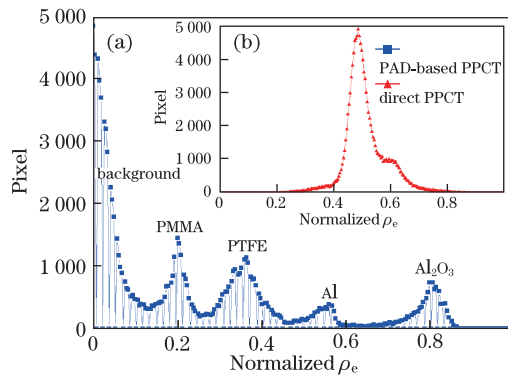 (a)
(b)
5 000
4 000
3 000
2 000
1 000
0
Pixel
background
PMMA
PTFE
Al
Al₂O₃
0
0.2
0.4
0.6
0.8
Normalized ρₑ
5 000
4 000
3 000
2 000
1 000
0
Pixel
PAD-based PPCT
direct PPCT
0
0.2
0.4
0.6
0.8
Normalized ρₑ